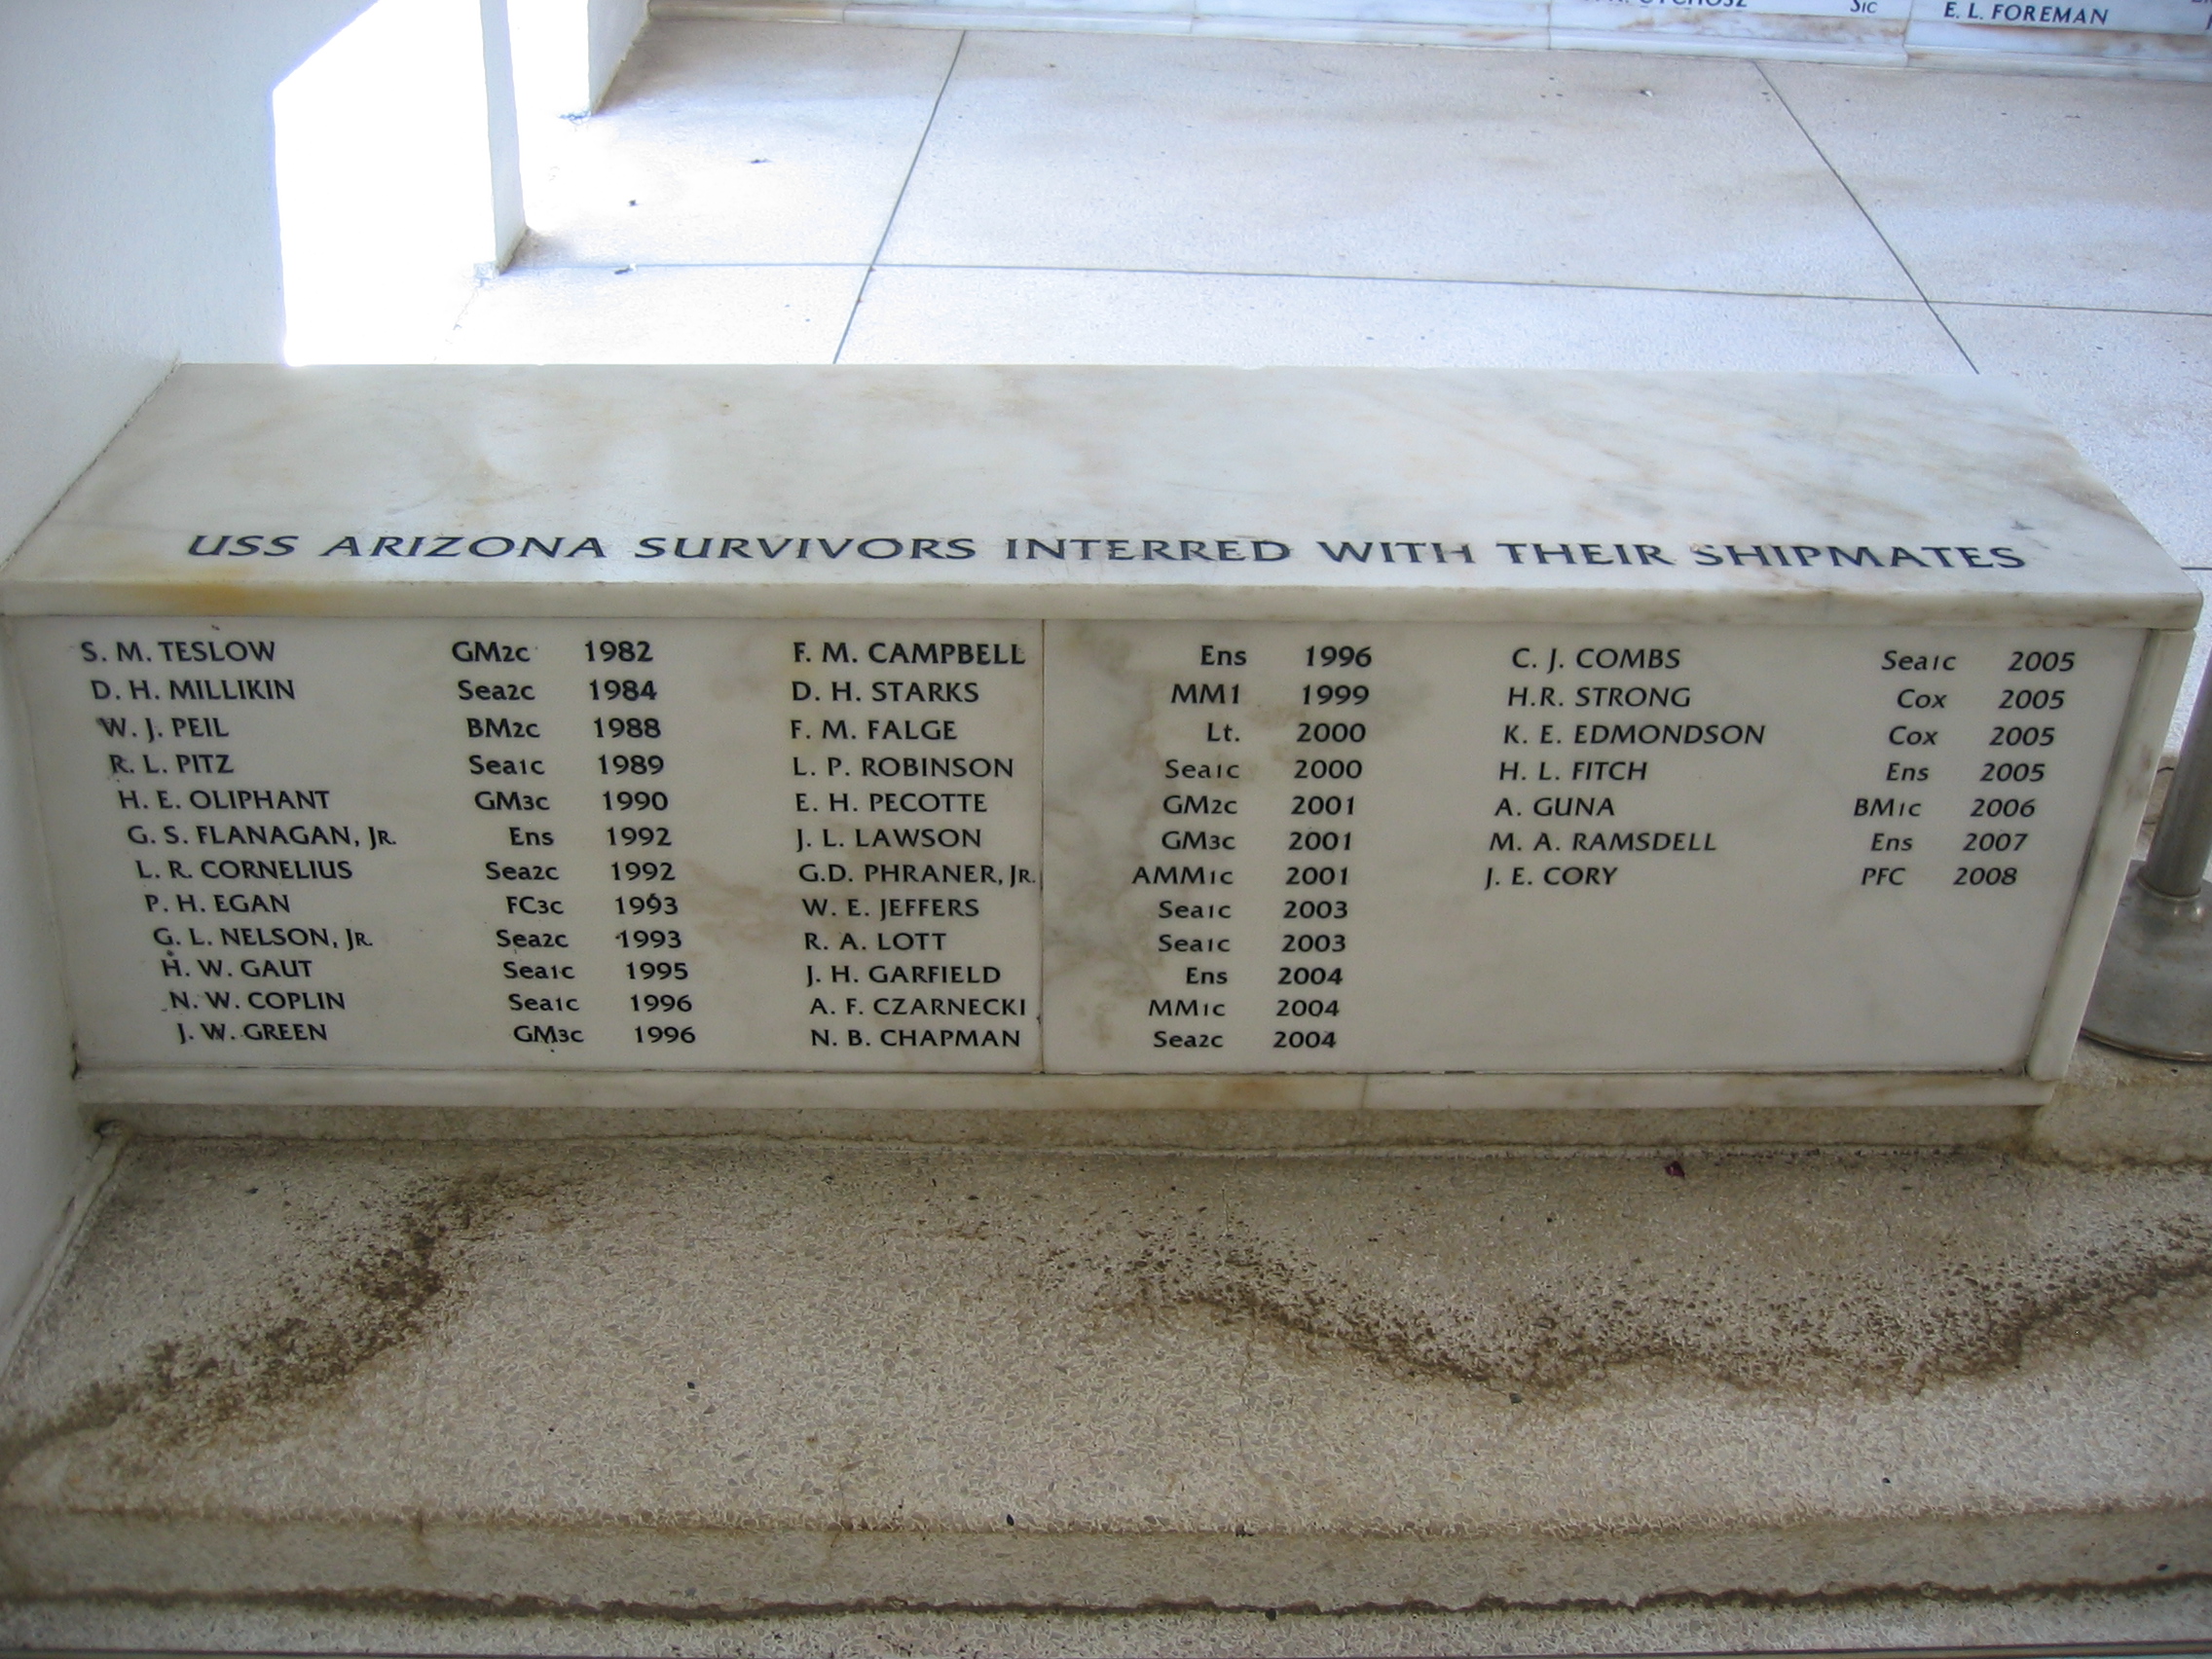 SIC E. L. FOREMAN
USS ARIZONA SURVIVORS INTERRED WITH THEIR SHIPMATES
S. M. TESLOW GM2c 1982
D. H. MILLIKIN Sea2c 1984
W. J. PEIL BM2c 1988
R. L. PITZ Sea1c 1989
H. E. OLIPHANT GM3c 1990
G. S. FLANAGAN, JR. Ens 1992
L. R. CORNELIUS Sea2c 1992
P. H. EGAN FC3c 1993
G. L. NELSON, JR. Sea2c 1993
H. W. GAUT Sea1c 1995
N. W. COPLIN Sea1c 1996
J. W. GREEN GM3c 1996
F. M. CAMPBELL Ens 1996
D. H. STARKS MM1 1999
F. M. FALGE Lt. 2000
L. P. ROBINSON Sea1c 2000
E. H. PECOTTE GM2c 2001
J. L. LAWSON GM3c 2001
G.D. PHRANER, JR. AMM1c 2001
W. E. JEFFERS Sea1c 2003
R. A. LOTT Sea1c 2003
J. H. GARFIELD Ens 2004
A. F. CZARNECKI MM1c 2004
N. B. CHAPMAN Sea2c 2004
C. J. COMBS Sea1c 2005
H.R. STRONG Cox 2005
K. E. EDMONDSON Cox 2005
H. L. FITCH Ens 2005
A. GUNA BM1c 2006
M. A. RAMSDELL Ens 2007
J. E. CORY PFC 2008